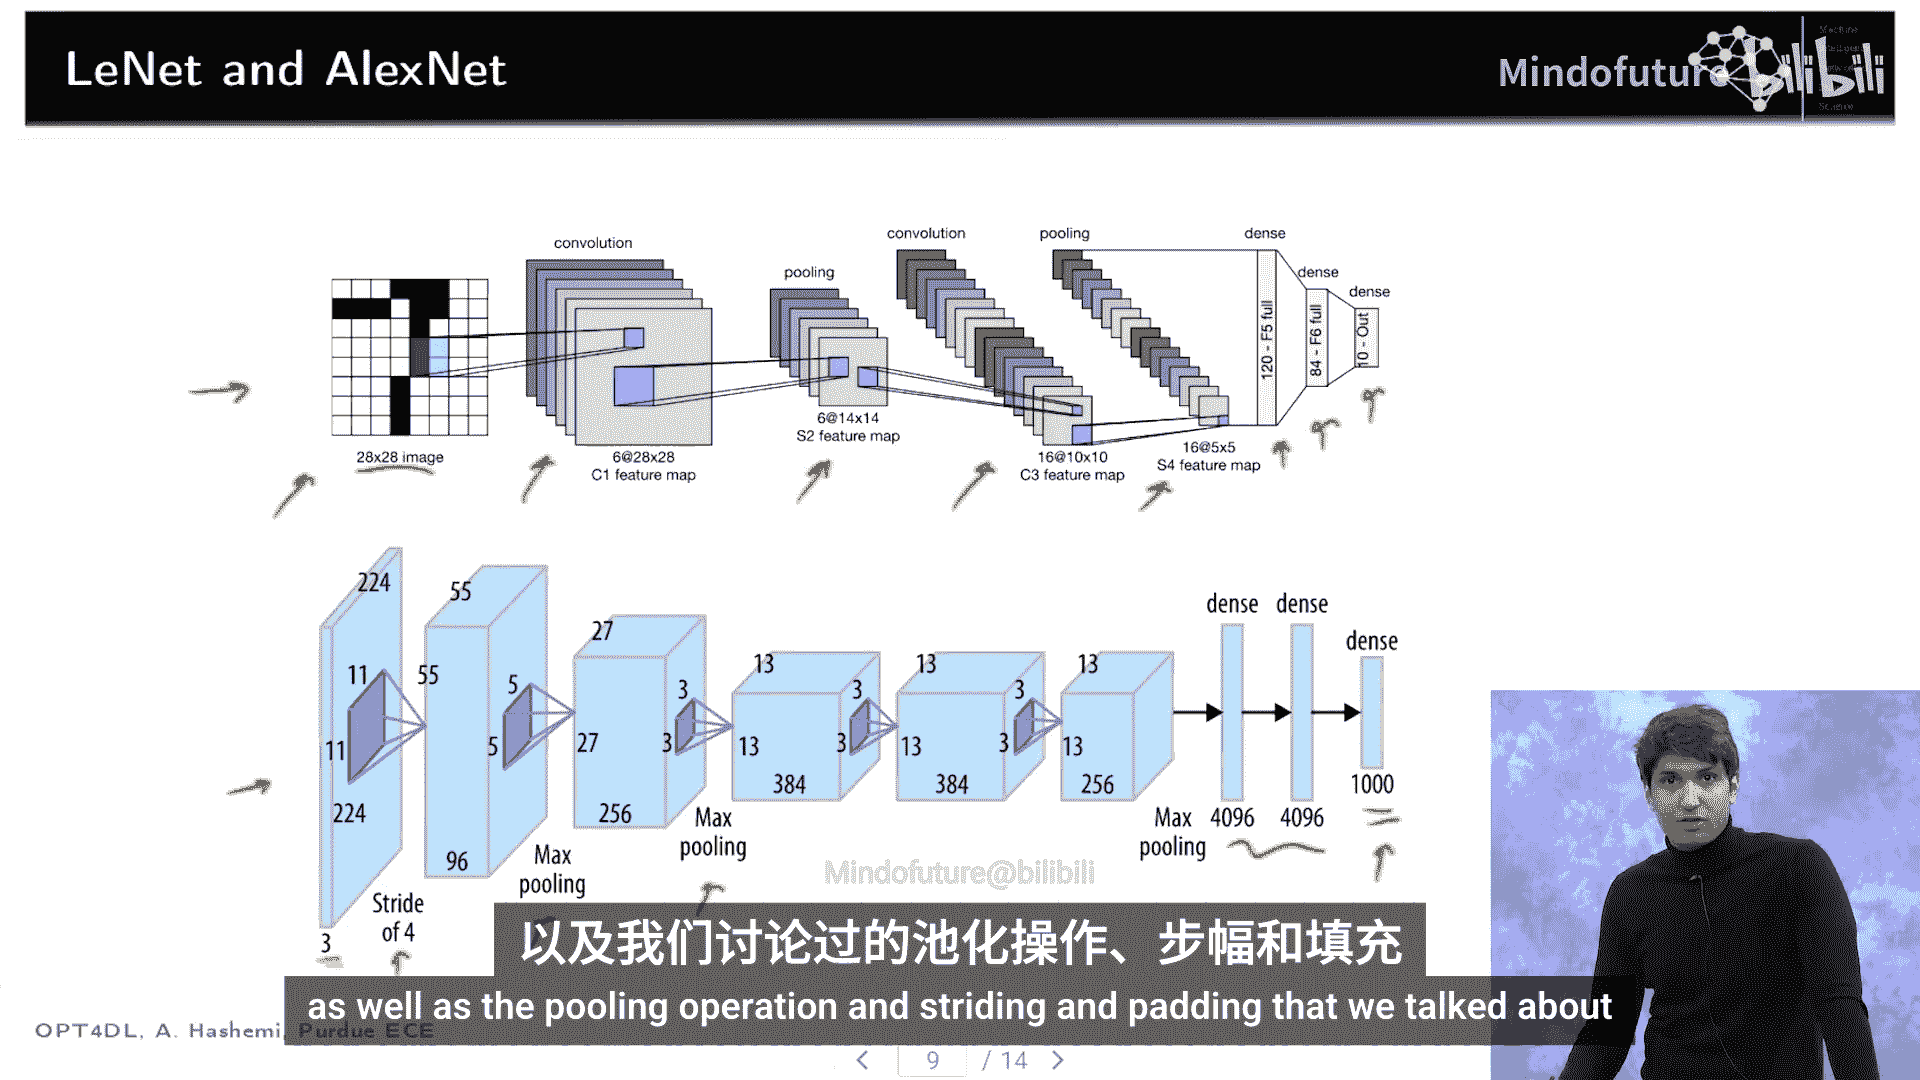 LeNet and AlexNet
Mindofuture
bilibili
convolution
pooling
convolution
pooling
dense
dense
dense
120 - F5 full
84 - F6 full
10 - Out
28x28 image
6@28x28
C1 feature map
6@14x14
S2 feature map
16@10x10
C3 feature map
16@5x5
S4 feature map
224
11
11
224
3
Stride
of 4
55
55
96
5
5
Max
pooling
27
27
256
3
3
Max
pooling
13
13
384
3
3
13
13
384
3
3
13
13
256
Max
pooling
dense
4096
dense
4096
dense
1000
Mindofuture@bilibili
以及我们讨论过的池化操作、步幅和填充
as well as the pooling operation and striding and padding that we talked about
OPT4DL, A. Hashemi, Purdue ECE
9 / 14